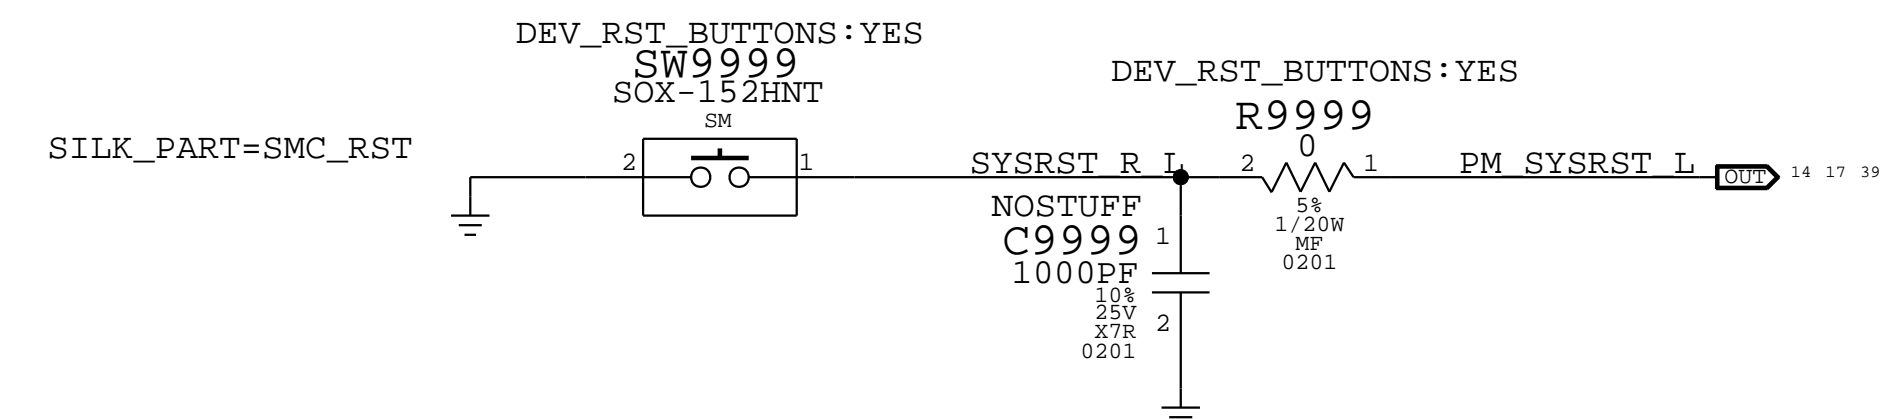 DEV_RST_BUTTONS:YES
SW9999
SOX-152HNT
SM
SILK_PART=SMC_RST
2
1
DEV_RST_BUTTONS:YES
R9999
0
SYSRST_R_L
2
1
PM_SYSRST_L
OUT
14 17 39
5%
1/20W
MF
0201
NOSTUFF
C9999
1
1000PF
10%
25V
X7R
0201
2